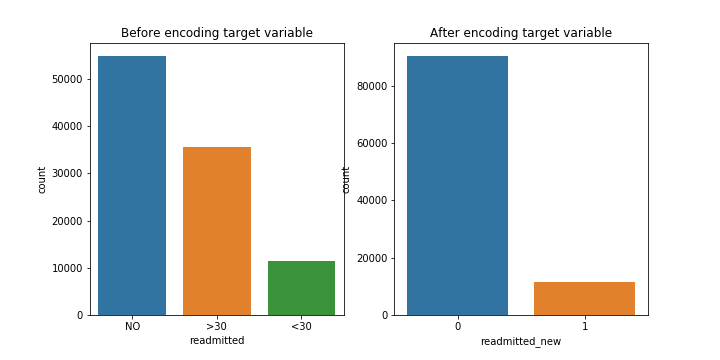 Before encoding target variable
count
50000
40000
30000
20000
10000
0
NO >30 <30
readmitted
After encoding target variable
count
80000
60000
40000
20000
0
0 1
readmitted_new